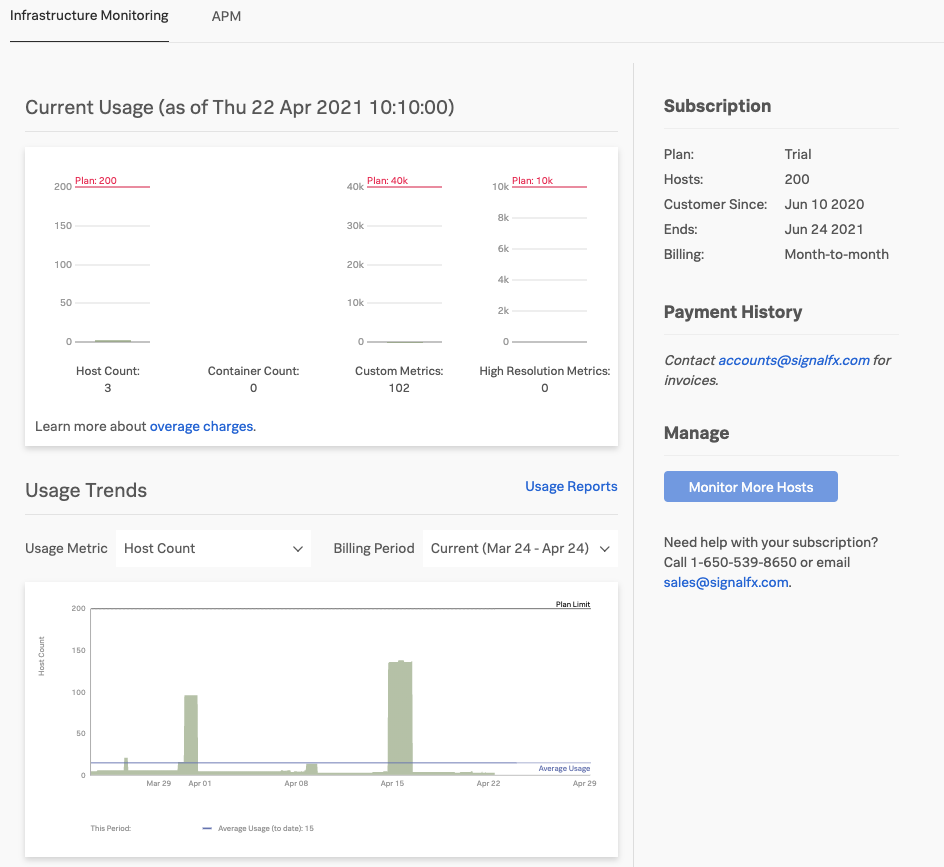 Infrastructure Monitoring
APM
Current Usage (as of Thu 22 Apr 2021 10:10:00)
Plan: 200
200
150
100
50
0
Host Count:
3
Container Count:
0
Plan: 40k
40k
30k
20k
10k
0
Custom Metrics:
102
Plan: 10k
10k
8k
6k
4k
2k
0
High Resolution Metrics:
0
Learn more about overage charges.
Usage Trends
Usage Reports
Usage Metric Host Count
Billing Period Current (Mar 24 - Apr 24)
Plan Limit
Host Count
200
150
100
50
0
Average Usage
Mar 29 Apr 01 Apr 08 Apr 15 Apr 22 Apr 29
This Period: Average Usage (to date): 15
Subscription
Plan: Trial
Hosts: 200
Customer Since: Jun 10 2020
Ends: Jun 24 2021
Billing: Month-to-month
Payment History
Contact accounts@signalfx.com for
invoices.
Manage
Monitor More Hosts
Need help with your subscription?
Call 1-650-539-8650 or email
sales@signalfx.com.